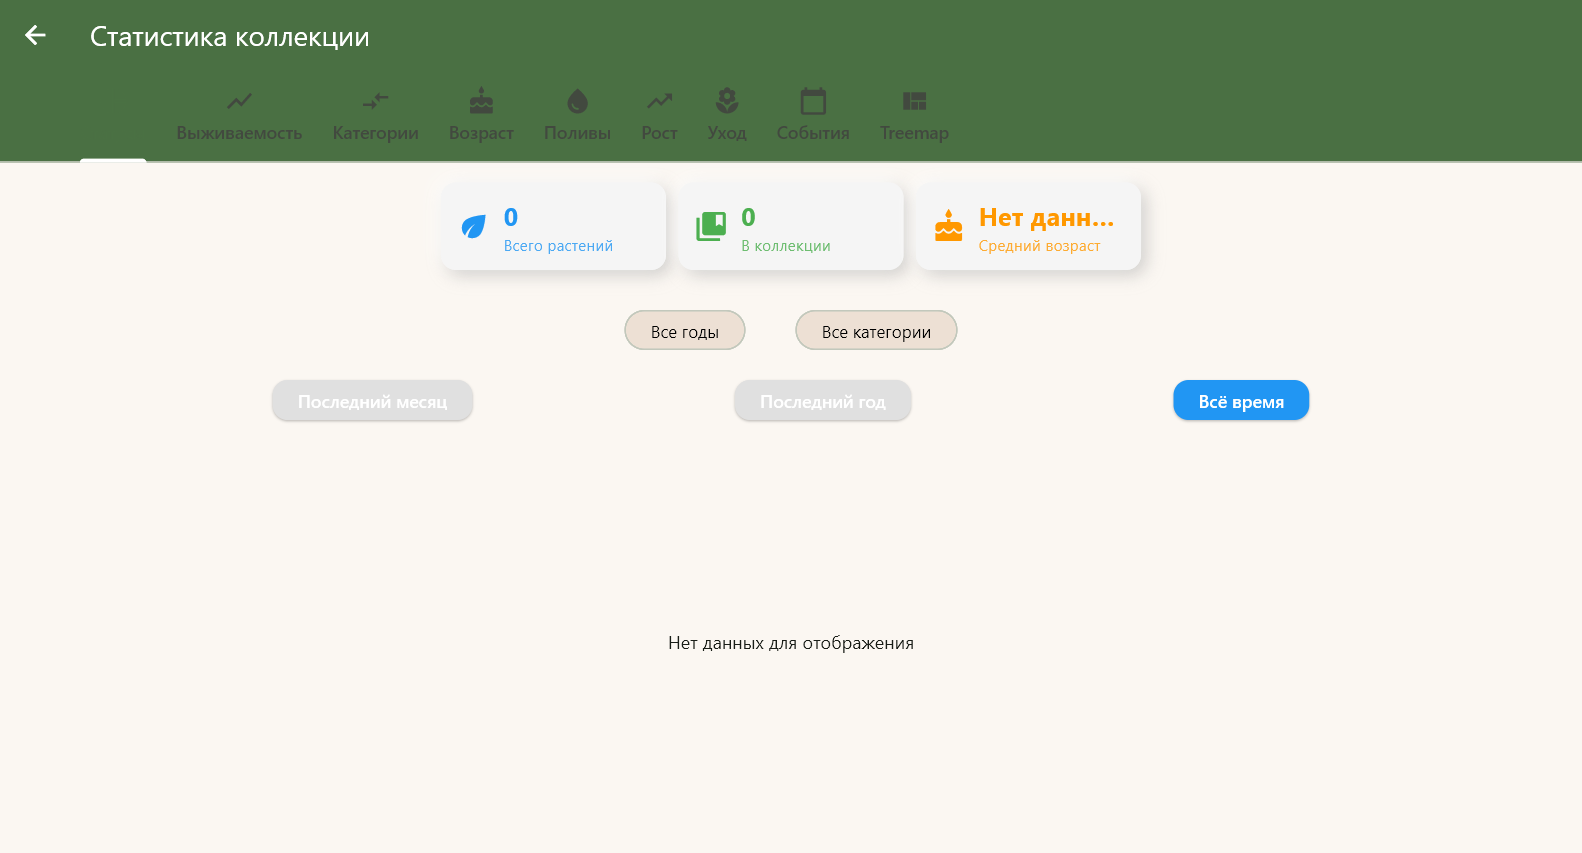 Статистика коллекции
Выживаемость Категории Возраст Поливы Рост Уход События Treemap
0 0 Нет данн...
Всего растений В коллекции Средний возраст
Все годы Все категории
Последний месяц Последний год Всё время
Нет данных для отображения